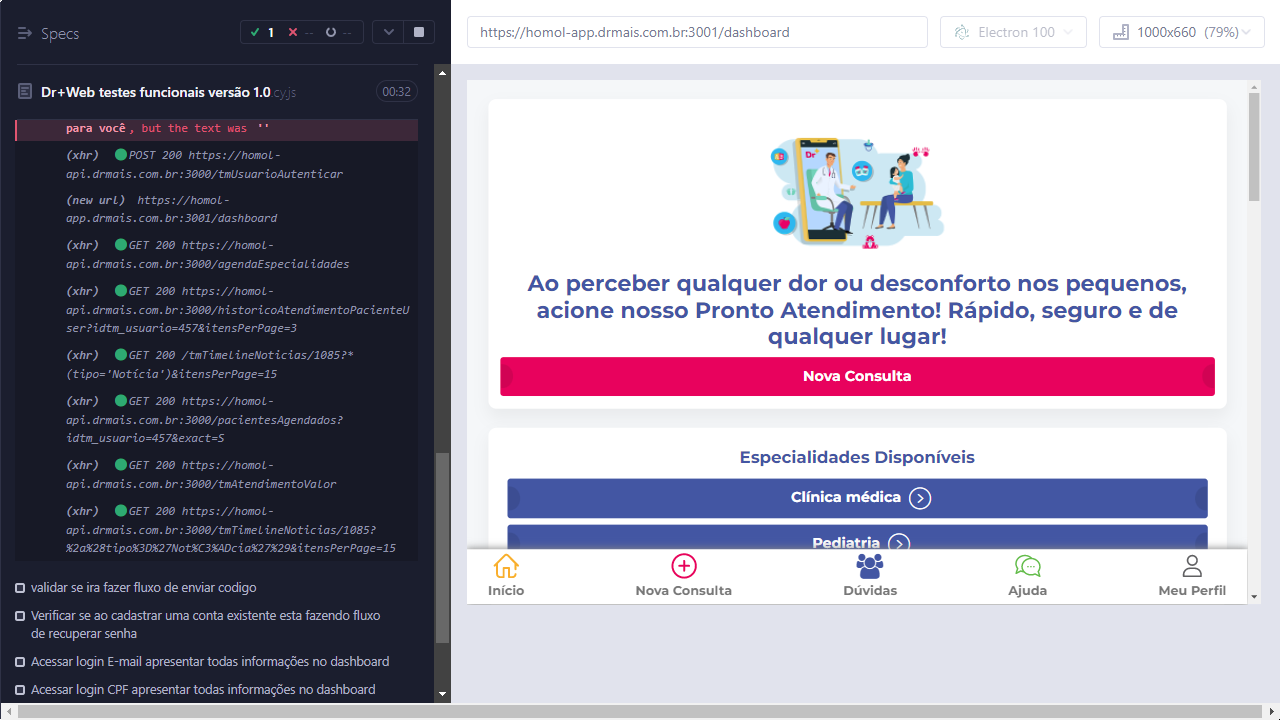 Specs
1
--
--
https://homol-app.drmais.com.br:3001/dashboard
Electron 100
1000x660 (79%)
Dr+Web testes funcionais versão 1.0.cy.js
00:32
para você, but the text was ''
(xhr) POST 200 https://homol-
api.drmais.com.br:3000/tmUsuarioAutenticar
(new url) https://homol-
app.drmais.com.br:3001/dashboard
(xhr) GET 200 https://homol-
api.drmais.com.br:3000/agendaEspecialidades
(xhr) GET 200 https://homol-
api.drmais.com.br:3000/historicoAtendimentoPacienteU
ser?idtm_usuario=457&itensPerPage=3
(xhr) GET 200 /tmTimelineNoticias/1085?*
(tipo='Notícia')&itensPerPage=15
(xhr) GET 200 https://homol-
api.drmais.com.br:3000/pacientesAgendados?
idtm_usuario=457&exact=S
(xhr) GET 200 https://homol-
api.drmais.com.br:3000/tmAtendimentoValor
(xhr) GET 200 https://homol-
api.drmais.com.br:3000/tmTimelineNoticias/1085?
%2a%28tipo%3D%27Not%C3%ADcia%27%29&itensPerPage=15
validar se ira fazer fluxo de enviar codigo
Verificar se ao cadastrar uma conta existente esta fazendo fluxo
de recuperar senha
Acessar login E-mail apresentar todas informações no dashboard
Acessar login CPF apresentar todas informações no dashboard
Dr+
Ao perceber qualquer dor ou desconforto nos pequenos,
acione nosso Pronto Atendimento! Rápido, seguro e de
qualquer lugar!
Nova Consulta
Especialidades Disponíveis
Clínica médica
Pediatria
Início
Nova Consulta
Dúvidas
Ajuda
Meu Perfil